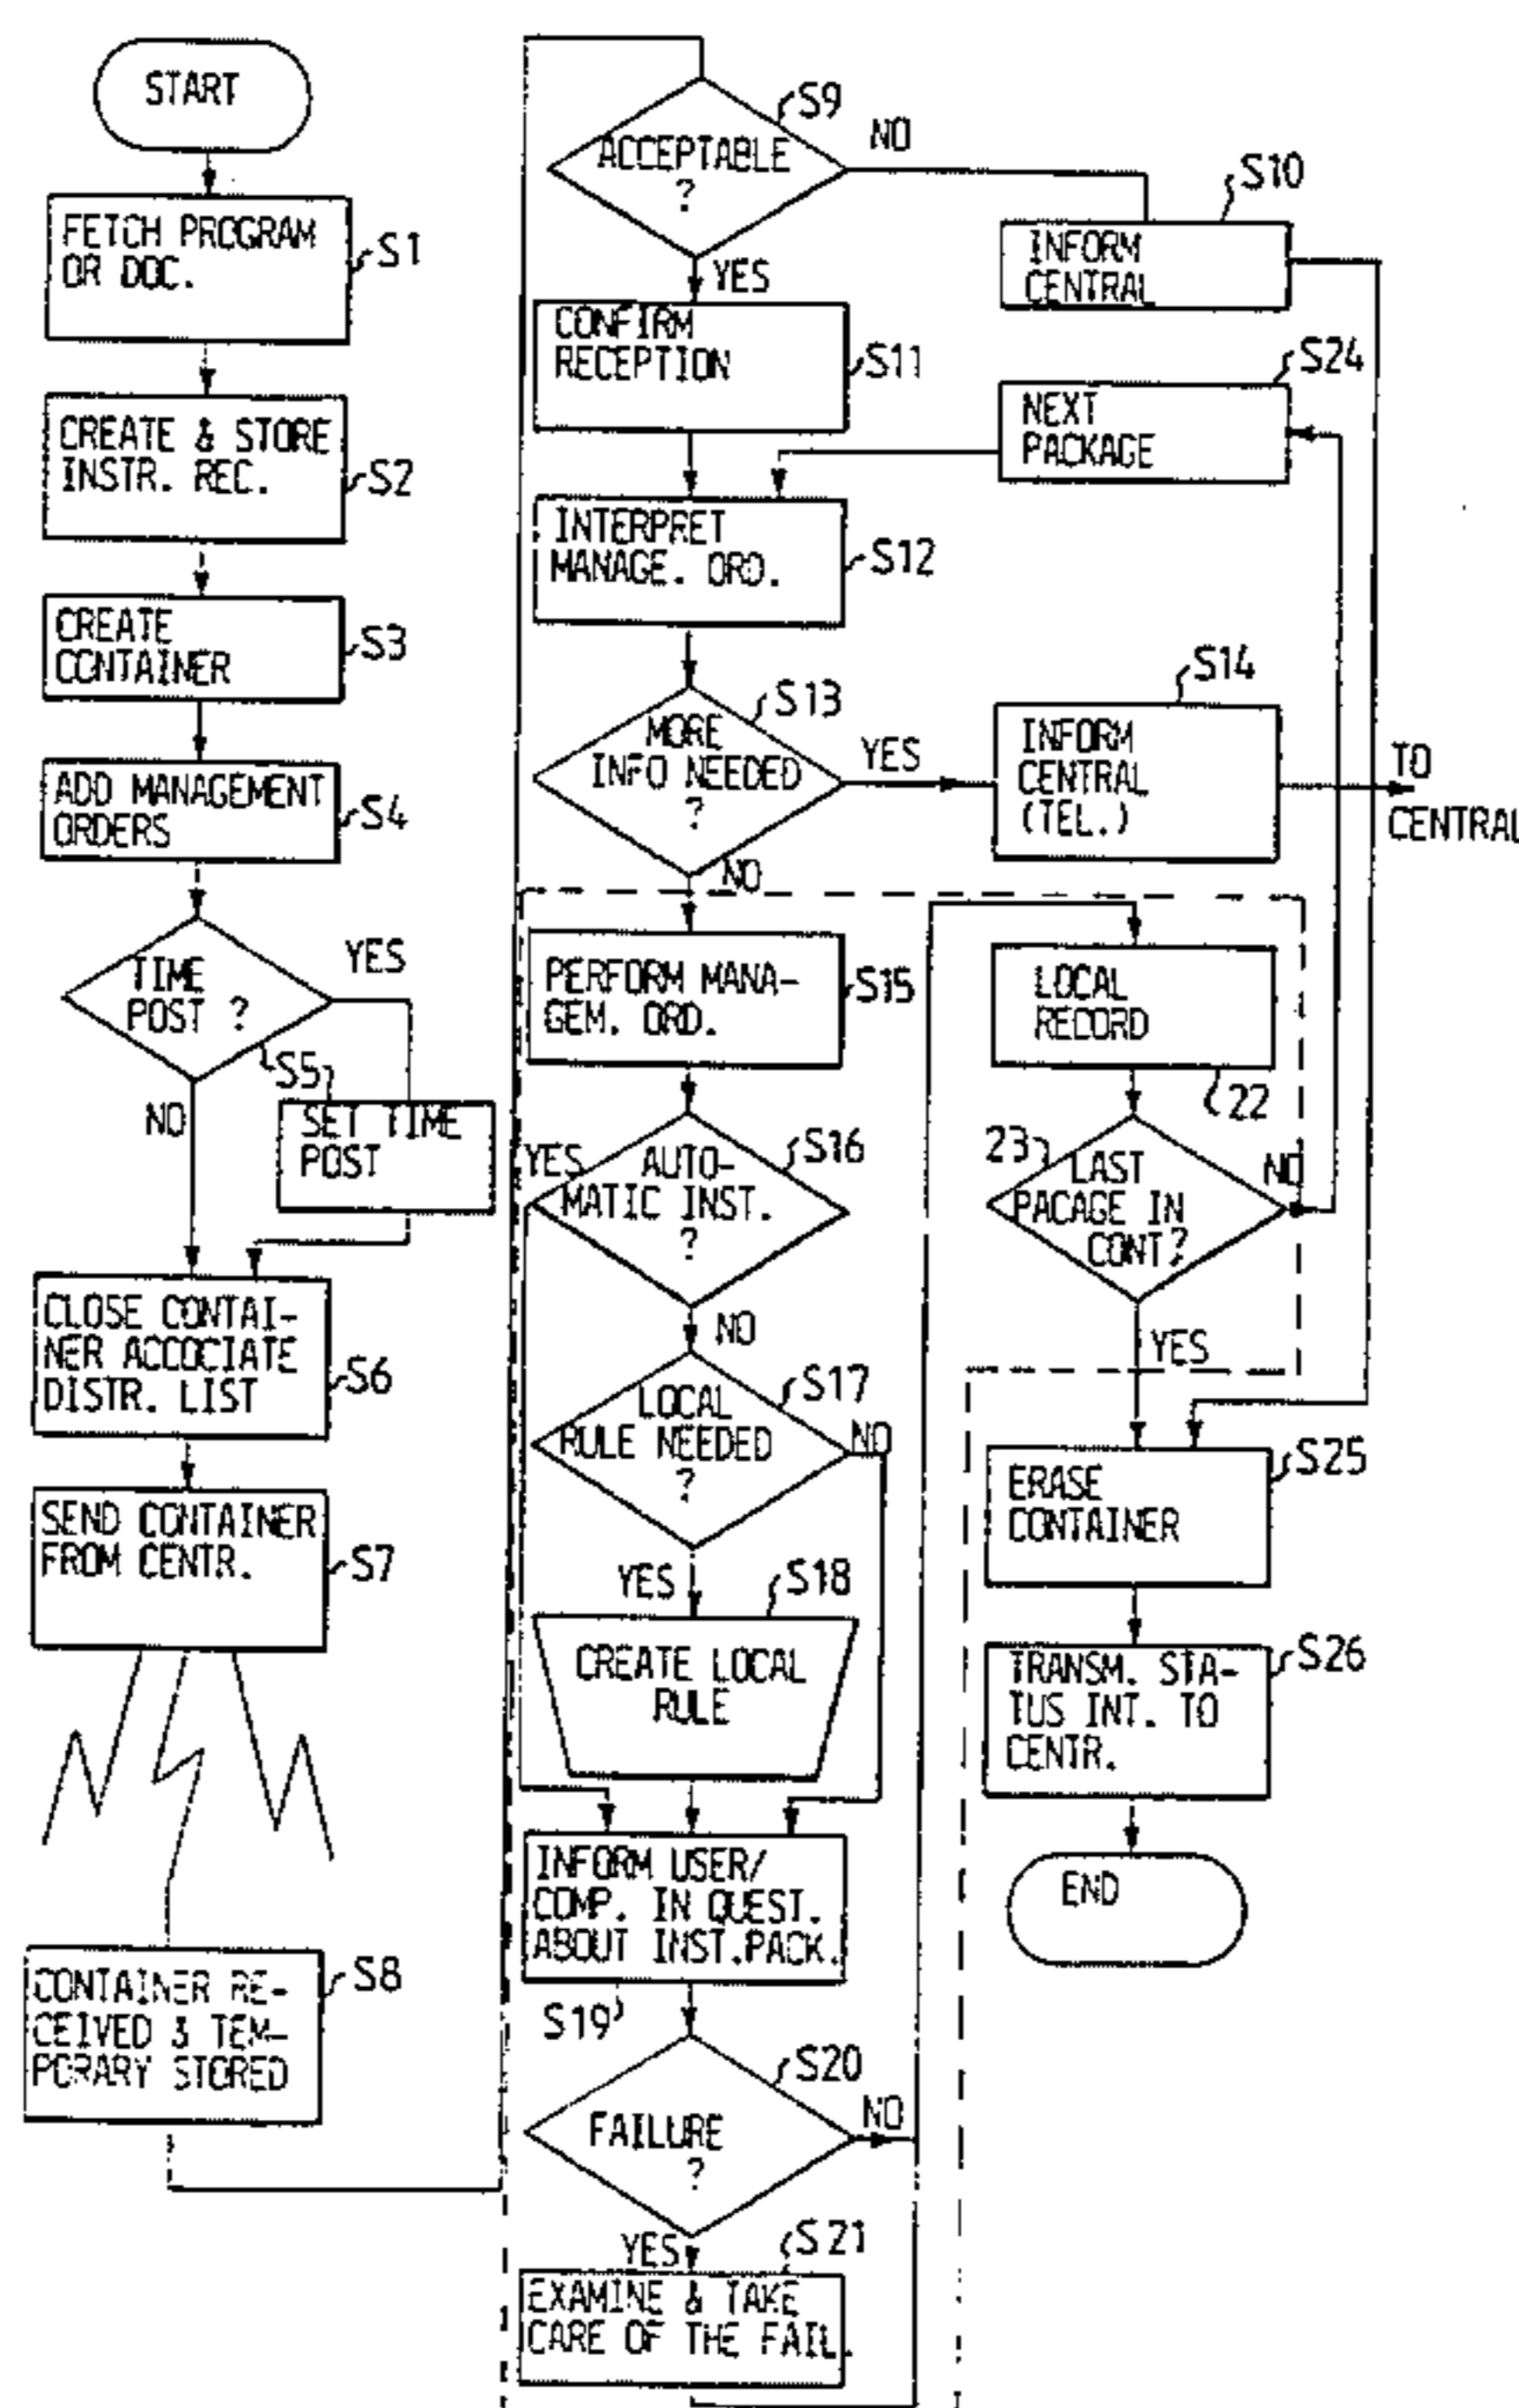 START
FETCH PROGRAM
OR DOC.
S1
CREATE & STORE
INSTR. REC.
S2
CREATE
CONTAINER
S3
ADD MANAGEMENT
ORDERS
S4
TIME
POST ?
YES
S5
NO
SET TIME
POST
CLOSE CONTAI-
NER ACCOCIATE
DISTR. LIST
S6
SEND CONTAINER
FROM CENTR.
S7
CONTAINER RE-
CEIVED & TEM-
PORARY STORED
S8
ACCEPTABLE
?
S9
NO
YES
INFORM
CENTRAL
S10
CONFIRM
RECEPTION
S11
NEXT
PACKAGE
S24
INTERPRET
MANAGE. ORD.
S12
MORE
INFO NEEDED
?
S13
YES
NO
INFORM
CENTRAL
(TEL.)
S14
TO
CENTRAL
PERFORM MANA-
GEM. ORD.
S15
AUTO-
MATIC INST.
?
S16
YES
NO
LOCAL
RULE NEEDED
?
S17
NO
YES
CREATE LOCAL
RULE
S18
INFORM USER/
COMP. IN QUEST.
ABOUT INST.PACK.
S19
FAILURE
?
S20
NO
YES
EXAMINE & TAKE
CARE OF THE FAIL.
S21
LOCAL
RECORD
22
LAST
PACAGE IN
CONT?
23
NO
YES
ERASE
CONTAINER
S25
TRANSM. STA-
TUS INT. TO
CENTR.
S26
END